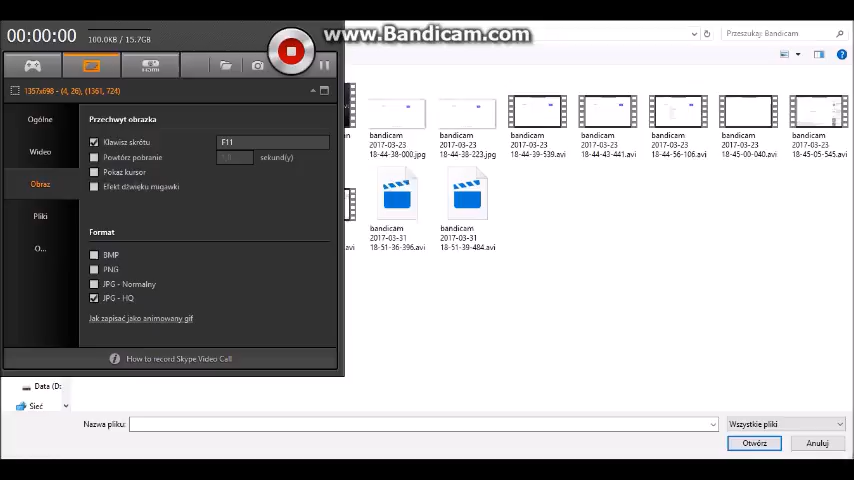 00:00:00
100.0KB / 15.7GB
www.Bandicam.com
Przeszukaj: Bandicam
HDMI
1357x698 - (4, 26), (1361, 724)
Ogólne
Wideo
Obraz
Pliki
O...
Przechwyt obrazka
Klawisz skrótu
F11
Powtórz pobranie
sekund(y)
Pokaż kursor
Efekt dźwięku migawki
Format
BMP
PNG
JPG - Normalny
JPG - HQ
Jak zapisać jako animowany gif
How to record Skype Video Call
bandicam
2017-03-23
18-44-38-000.jpg
bandicam
2017-03-23
18-44-38-223.jpg
bandicam
2017-03-23
18-44-39-539.avi
bandicam
2017-03-23
18-44-43-441.avi
bandicam
2017-03-23
18-44-56-106.avi
bandicam
2017-03-23
18-45-00-040.avi
bandicam
2017-03-23
18-45-05-545.avi
.avi
bandicam
2017-03-31
18-51-36-396.avi
bandicam
2017-03-31
18-51-39-484.avi
Data (D:
Sieć
Nazwa pliku:
Wszystkie pliki
Otwórz
Anuluj